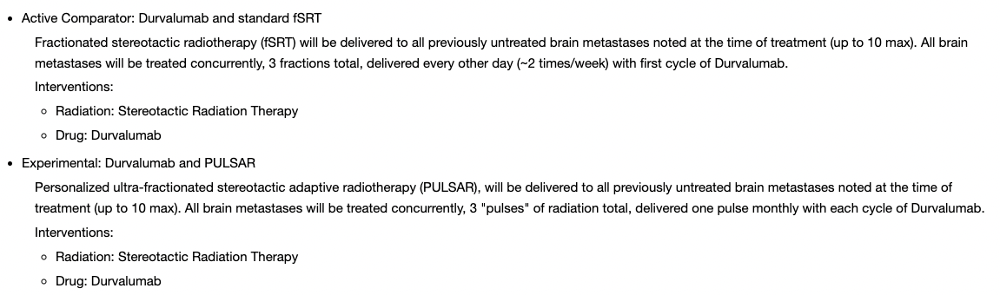 • Active Comparator: Durvalumab and standard fSRT
Fractionated stereotactic radiotherapy (fSRT) will be delivered to all previously untreated brain metastases noted at the time of treatment (up to 10 max). All brain
metastases will be treated concurrently, 3 fractions total, delivered every other day (~2 times/week) with first cycle of Durvalumab.
Interventions:
◦ Radiation: Stereotactic Radiation Therapy
◦ Drug: Durvalumab
• Experimental: Durvalumab and PULSAR
Personalized ultra-fractionated stereotactic adaptive radiotherapy (PULSAR), will be delivered to all previously untreated brain metastases noted at the time of
treatment (up to 10 max). All brain metastases will be treated concurrently, 3 "pulses" of radiation total, delivered one pulse monthly with each cycle of Durvalumab.
Interventions:
◦ Radiation: Stereotactic Radiation Therapy
◦ Drug: Durvalumab